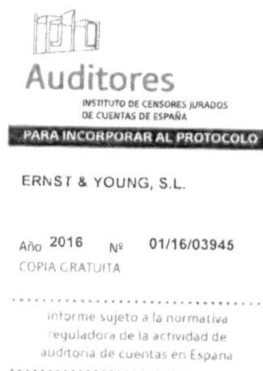 Auditores
INSTITUTO DE CENSORES JURADOS
DE CUENTAS DE ESPAÑA
PARA INCORPORAR AL PROTOCOLO
ERNST & YOUNG, S.L.
Año 2016 Nº 01/16/03945
COPIA GRATUITA
informe sujeto a la normativa
reguladora de la actividad de
auditoría de cuentas en España